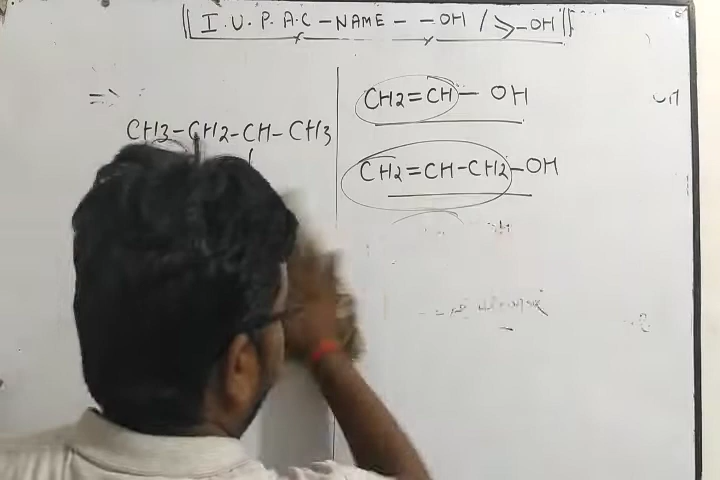 I.U.P.A.C-NAME--OH / >-OH
=>
CH3-CH2-CH-CH3
CH2=CH-OH
CH2=CH-CH2-OH